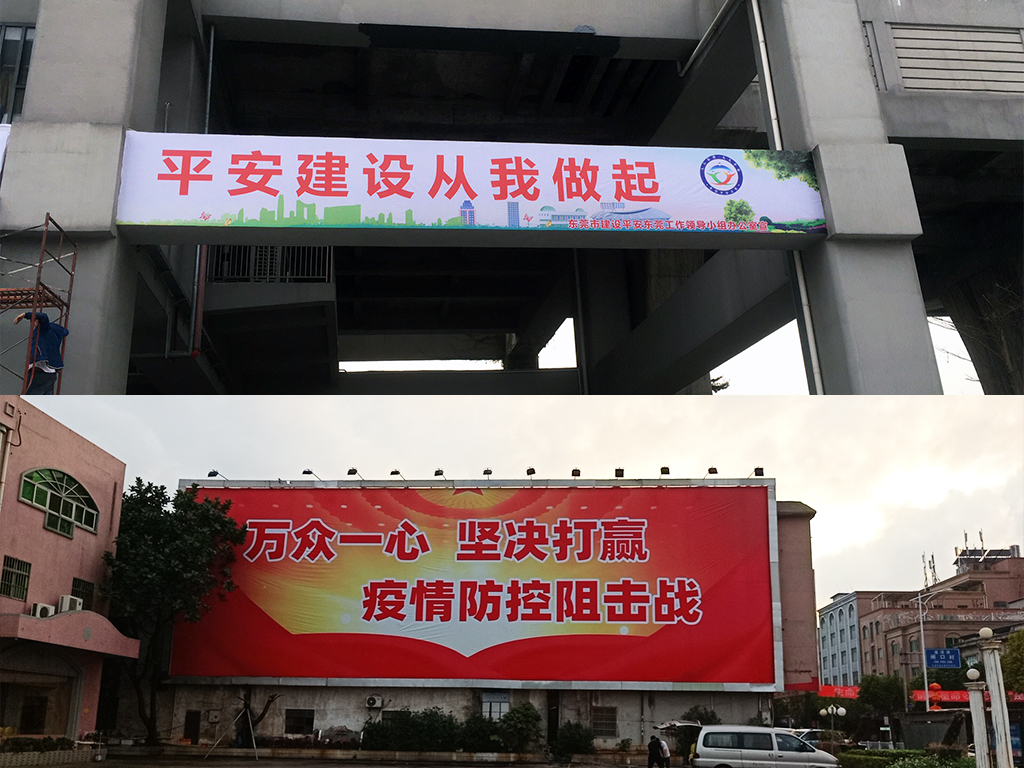 平安建设从我做起
东莞市建设平安东莞工作领导小组办公室宣
万众一心 坚决打赢
疫情防控阻击战